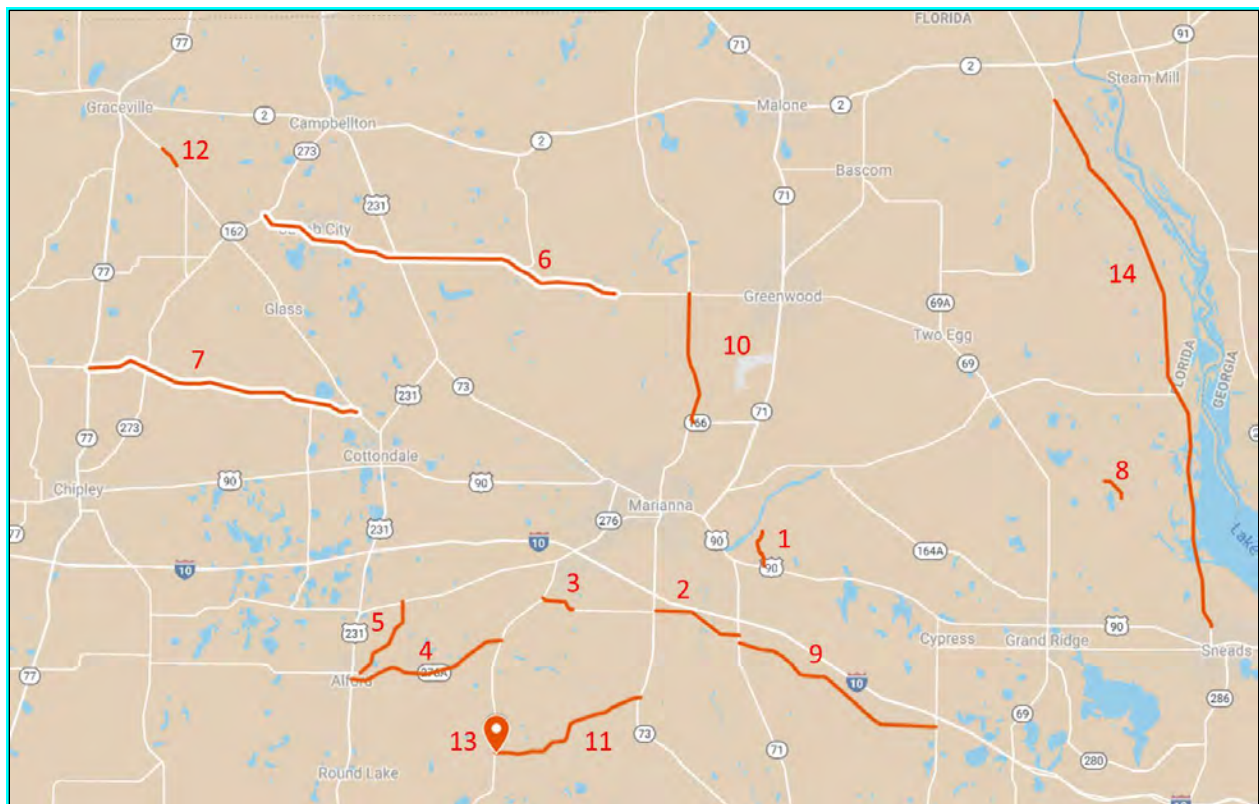 FLORIDA
77
71
91
2
Steam Mill
Graceville
2
Malone
2
Campbellton
273
2
12
Bascom
71
231
162
City
6
14
77
Greenwood
69A
Glass
Two Egg
10
7
69
FLORIDA
GEORGIA
73
231
71
166
77
273
Cottondale
90
90
8
Chipley
Marianna
276
77
231
10
90
1
Lake
164A
10
90
3
2
5
231
4
Cypress
Grand Ridge
90
Sneads
9
77
Alford
276A
10
286
69
13
11
73
71
280
Round Lake
10